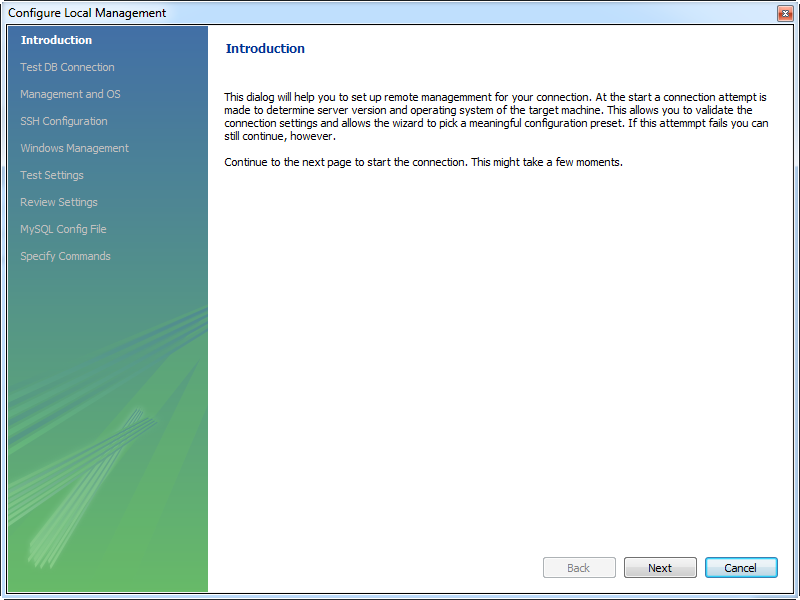 Configure Local Management
Introduction
Test DB Connection
Management and OS
SSH Configuration
Windows Management
Test Settings
Review Settings
MySQL Config File
Specify Commands
Introduction
This dialog will help you to set up remote managemment for your connection. At the start a connection attempt is
made to determine server version and operating system of the target machine. This allows you to validate the
connection settings and allows the wizard to pick a meaningful configuration preset. If this attemmpt fails you can
still continue, however.
Continue to the next page to start the connection. This might take a few moments.
Back
Next
Cancel